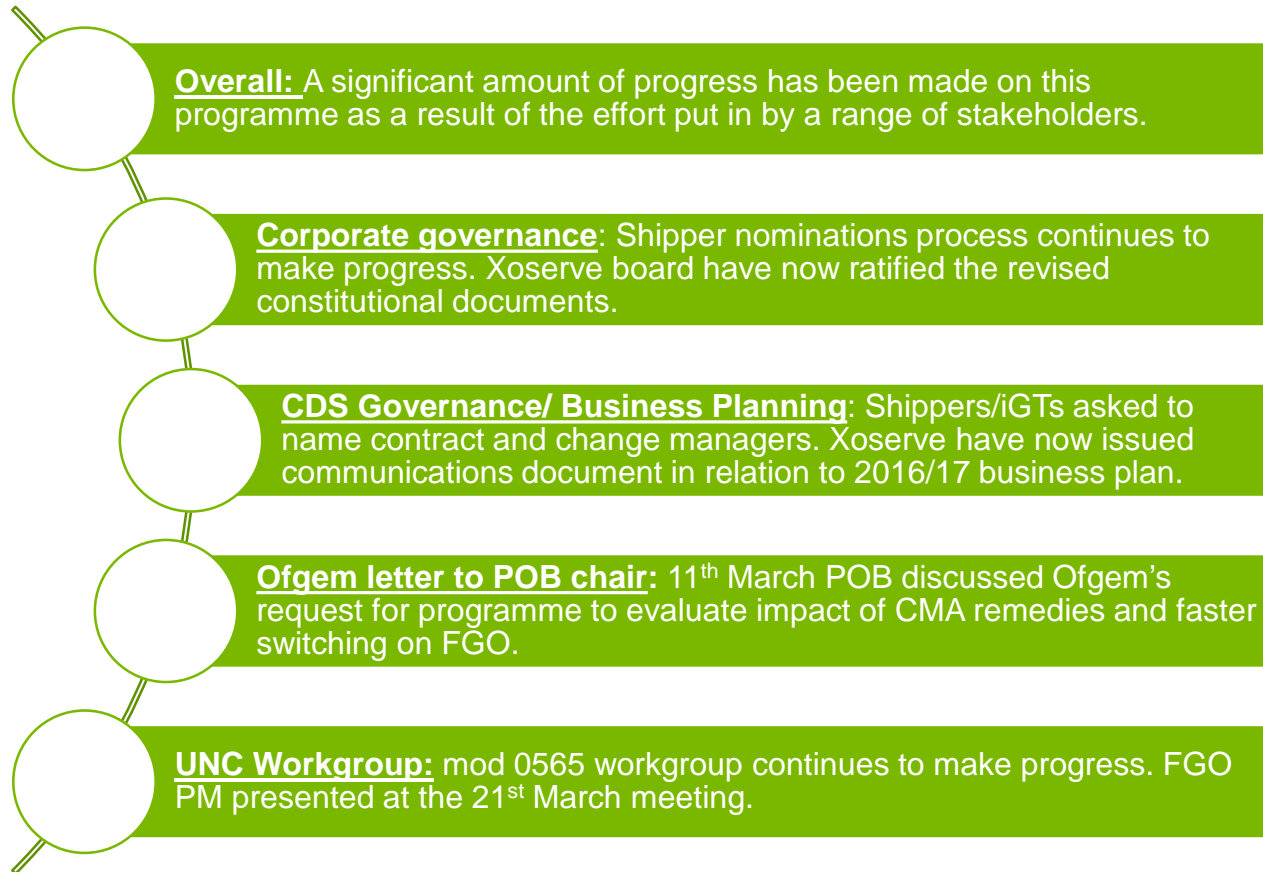 Overall: A significant amount of progress has been made on this
programme as a result of the effort put in by a range of stakeholders.
Corporate governance: Shipper nominations process continues to
make progress. Xoserve board have now ratified the revised
constitutional documents.
CDS Governance/ Business Planning: Shippers/iGTs asked to
name contract and change managers. Xoserve have now issued
communications document in relation to 2016/17 business plan.
Ofgem letter to POB chair: 11th March POB discussed Ofgem's
request for programme to evaluate impact of CMA remedies and faster
switching on FGO.
UNC Workgroup: mod 0565 workgroup continues to make progress. FGO
PM presented at the 21st March meeting.